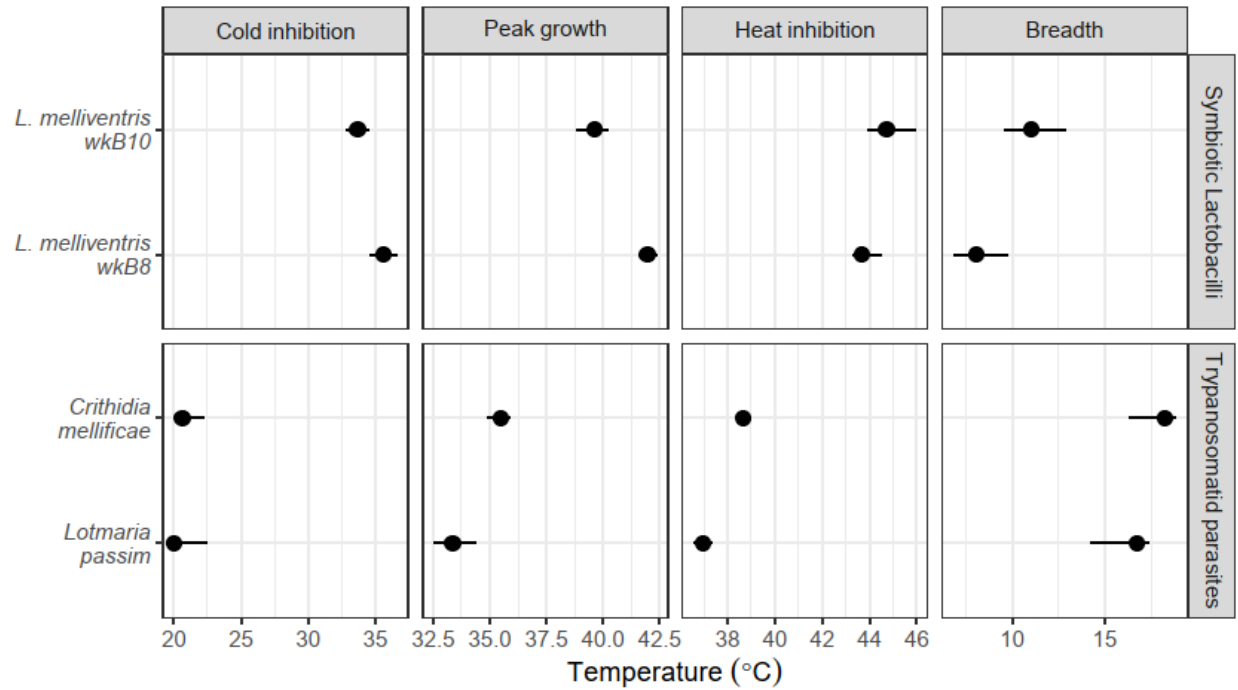 Cold inhibition
Peak growth
Heat inhibition
Breadth
L. melliventris
wkB10
L. melliventris
wkB8
Symbiotic Lactobacilli
Crithidia
mellificae
Lotmaria
passim
Trypanosomatid parasites
20 25 30 35
32.5 35.0 37.5 40.0 42.5
38 40 42 44 46
10 15
Temperature (°C)